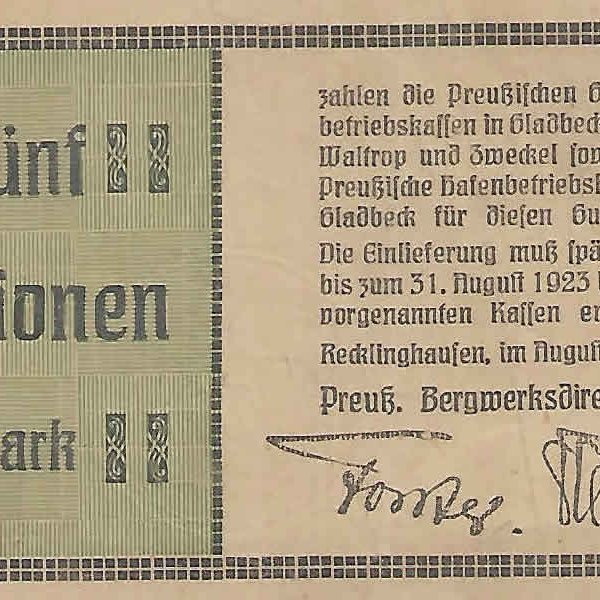 ünf
ionen
ark
zahlen die Preußischen
betriebskassen in Gladbeck
Waltrop und Zweckel
Preußische Hafenbetriebs
Gladbeck für diesen Gu
Die Einlieferung muß spä
bis zum 31. August 1923
vorgenannten Kassen er
Recklinghausen, im August
Preuß. Bergwerksdire